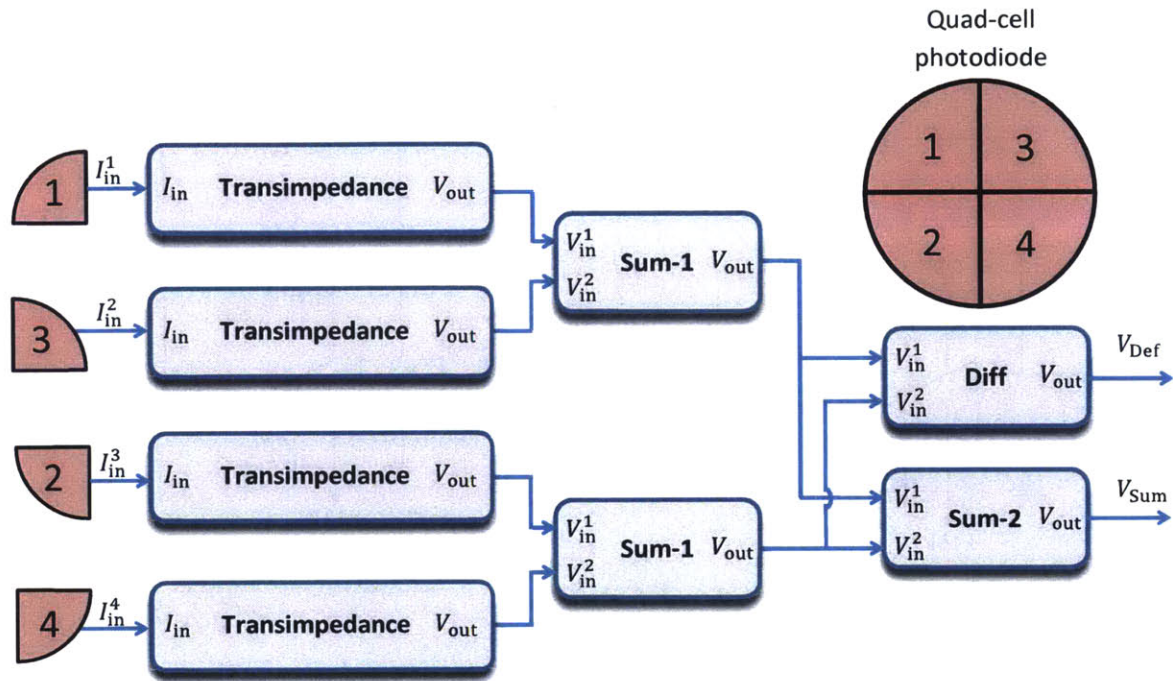 Quad-cell
photodiode
1 3
2 4
1 I_in^1 I_in Transimpedance V_out
3 I_in^2 I_in Transimpedance V_out
V_in^1 Sum-1 V_out
V_in^2
V_in^1 Diff V_out V_Def
V_in^2
2 I_in^3 I_in Transimpedance V_out
4 I_in^4 I_in Transimpedance V_out
V_in^1 Sum-1 V_out
V_in^2
V_in^1 Sum-2 V_out V_Sum
V_in^2